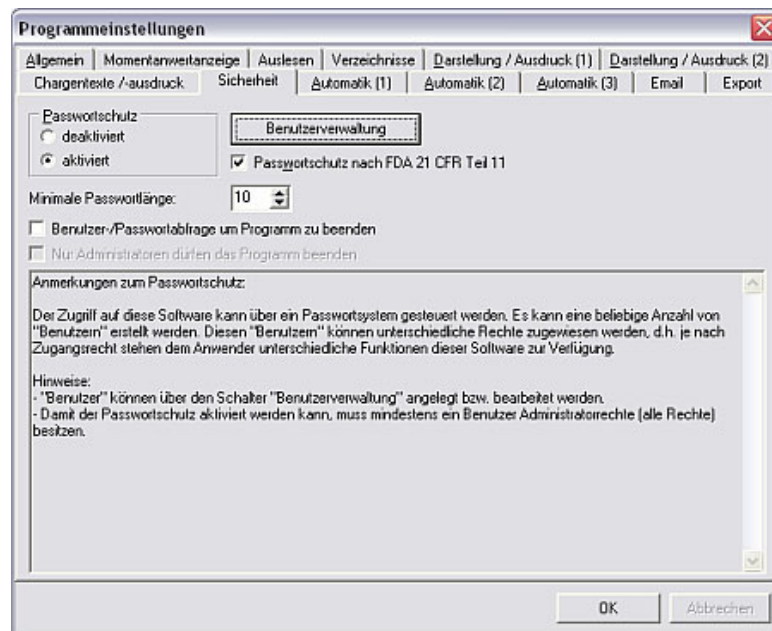 Programmeinstellungen
Allgemein Momentanwertanzeige Auslesen Verzeichnisse Darstellung / Ausdruck (1) Darstellung / Ausdruck (2)
Chargentexte /-ausdruck Sicherheit Automatik (1) Automatik (2) Automatik (3) Email Export
Passwortschutz
deaktiviert
aktiviert
Benutzerverwaltung
Passwortschutz nach FDA 21 CFR Teil 11
Minimale Passwortlänge: 10
Benutzer-/Passwortabfrage um Programm zu beenden
Nur Administratoren dürfen das Programm beenden
Anmerkungen zum Passwortschutz:
Der Zugriff auf diese Software kann über ein Passwortsystem gesteuert werden. Es kann eine beliebige Anzahl von
"Benutzern" erstellt werden. Diesen "Benutzern" können unterschiedliche Rechte zugewiesen werden, d.h. je nach
Zugangsrecht stehen dem Anwender unterschiedliche Funktionen dieser Software zur Verfügung.
Hinweise:
- "Benutzer" können über den Schalter "Benutzerverwaltung" angelegt bzw. bearbeitet werden.
- Damit der Passwortschutz aktiviert werden kann, muss mindestens ein Benutzer Administratorrechte (alle Rechte)
besitzen.
OK Abbrechen